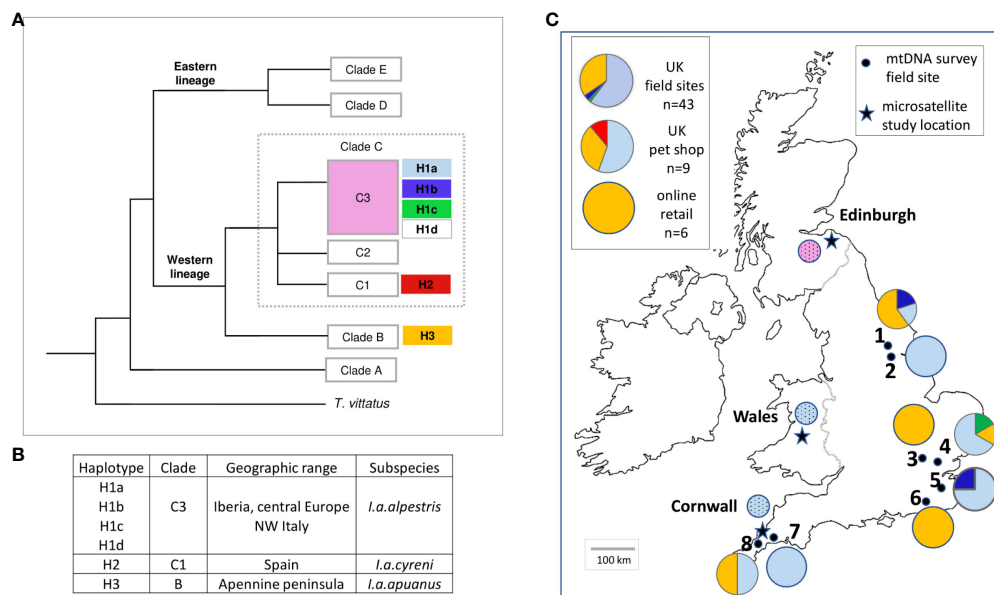 A
Eastern
lineage
Clade E
Clade D
Clade C
C3
H1a
H1b
H1c
H1d
C2
Western
lineage
C1
H2
Clade B
H3
Clade A
T. vittatus
B
Haplotype Clade Geographic range Subspecies
H1a
H1b
H1c
H1d
C3
Iberia, central Europe
NW Italy
I.a.alpestris
H2 C1 Spain I.a.cyreni
H3 B Apennine peninsula I.a.apuanus
C
UK
field sites
n=43
UK
pet shop
n=9
online
retail
n=6
mtDNA survey
field site
microsatellite
study location
Edinburgh
1
2
Wales
3
4
5
6
Cornwall
7
8
100 km